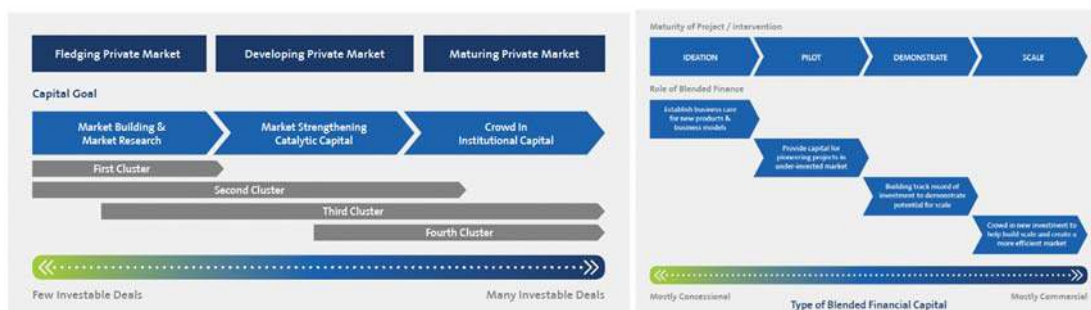 Fledging Private Market
Developing Private Market
Maturing Private Market
Capital Goal
Market Building &
Market Research
Market Strengthening
Catalytic Capital
Crowd In
Institutional Capital
First Cluster
Second Cluster
Third Cluster
Fourth Cluster
Few Investable Deals
Many Investable Deals
Maturity of Project / Intervention
IDEATION
PILOT
DEMONSTRATE
SCALE
Role of Blended Finance
Establish business case
for new products &
business models
Provide capital for
pioneering projects in
under-invested market
Building track record of
investment to demonstrate
potential for scale
Crowd in new investment to
help build scale and create a
more efficient market
Mostly Concessional
Mostly Commercial
Type of Blended Financial Capital